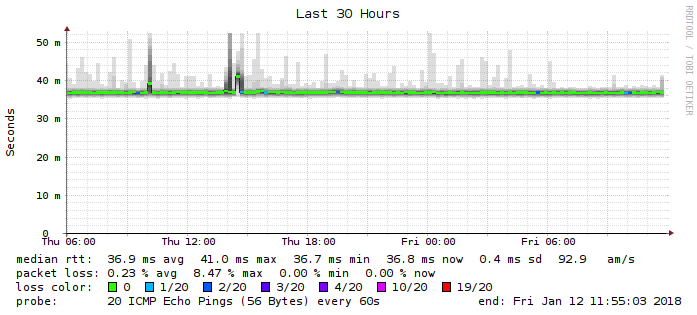 Last 30 Hours
RRDTOOL / TOBI OETIKER
Seconds
50 m
40 m
30 m
20 m
10 m
0
Thu 06:00 Thu 12:00 Thu 18:00 Fri 00:00 Fri 06:00
median rtt: 36.9 ms avg 41.0 ms max 36.7 ms min 36.8 ms now 0.4 ms sd 92.9 am/s
packet loss: 0.23 % avg 8.47 % max 0.00 % min 0.00 % now
loss color: 0 1/20 2/20 3/20 4/20 10/20 19/20
probe: 20 ICMP Echo Pings (56 Bytes) every 60s end: Fri Jan 12 11:55:03 2018